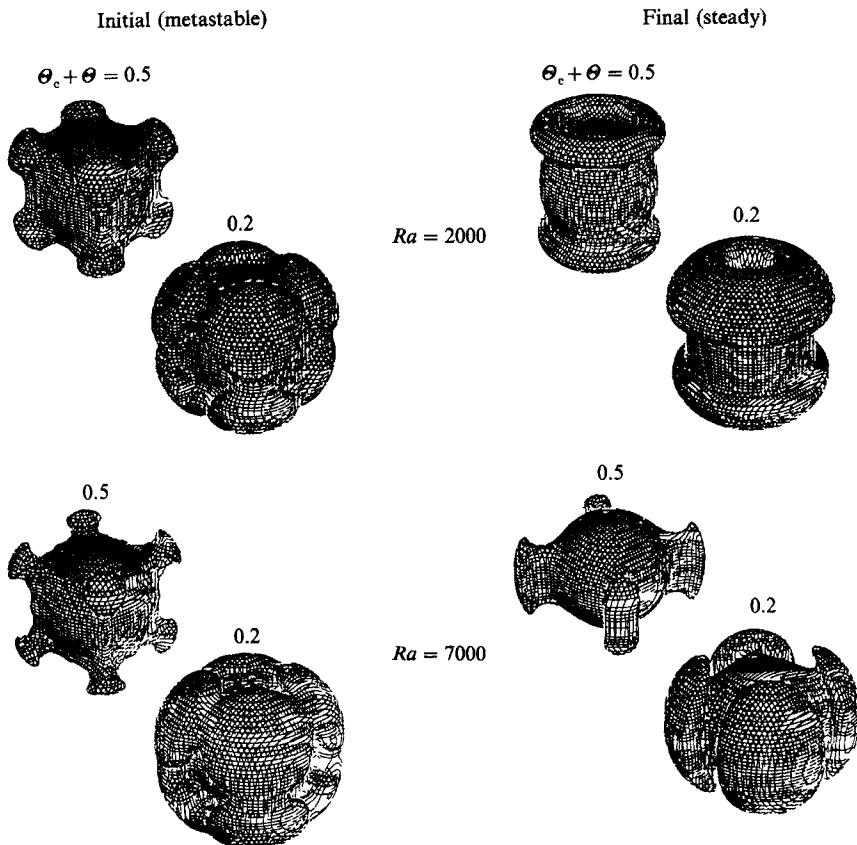 Initial (metastable)
Final (steady)
Θc + Θ = 0.5
Θc + Θ = 0.5
0.2
0.2
Ra = 2000
0.5
0.5
0.2
0.2
Ra = 7000